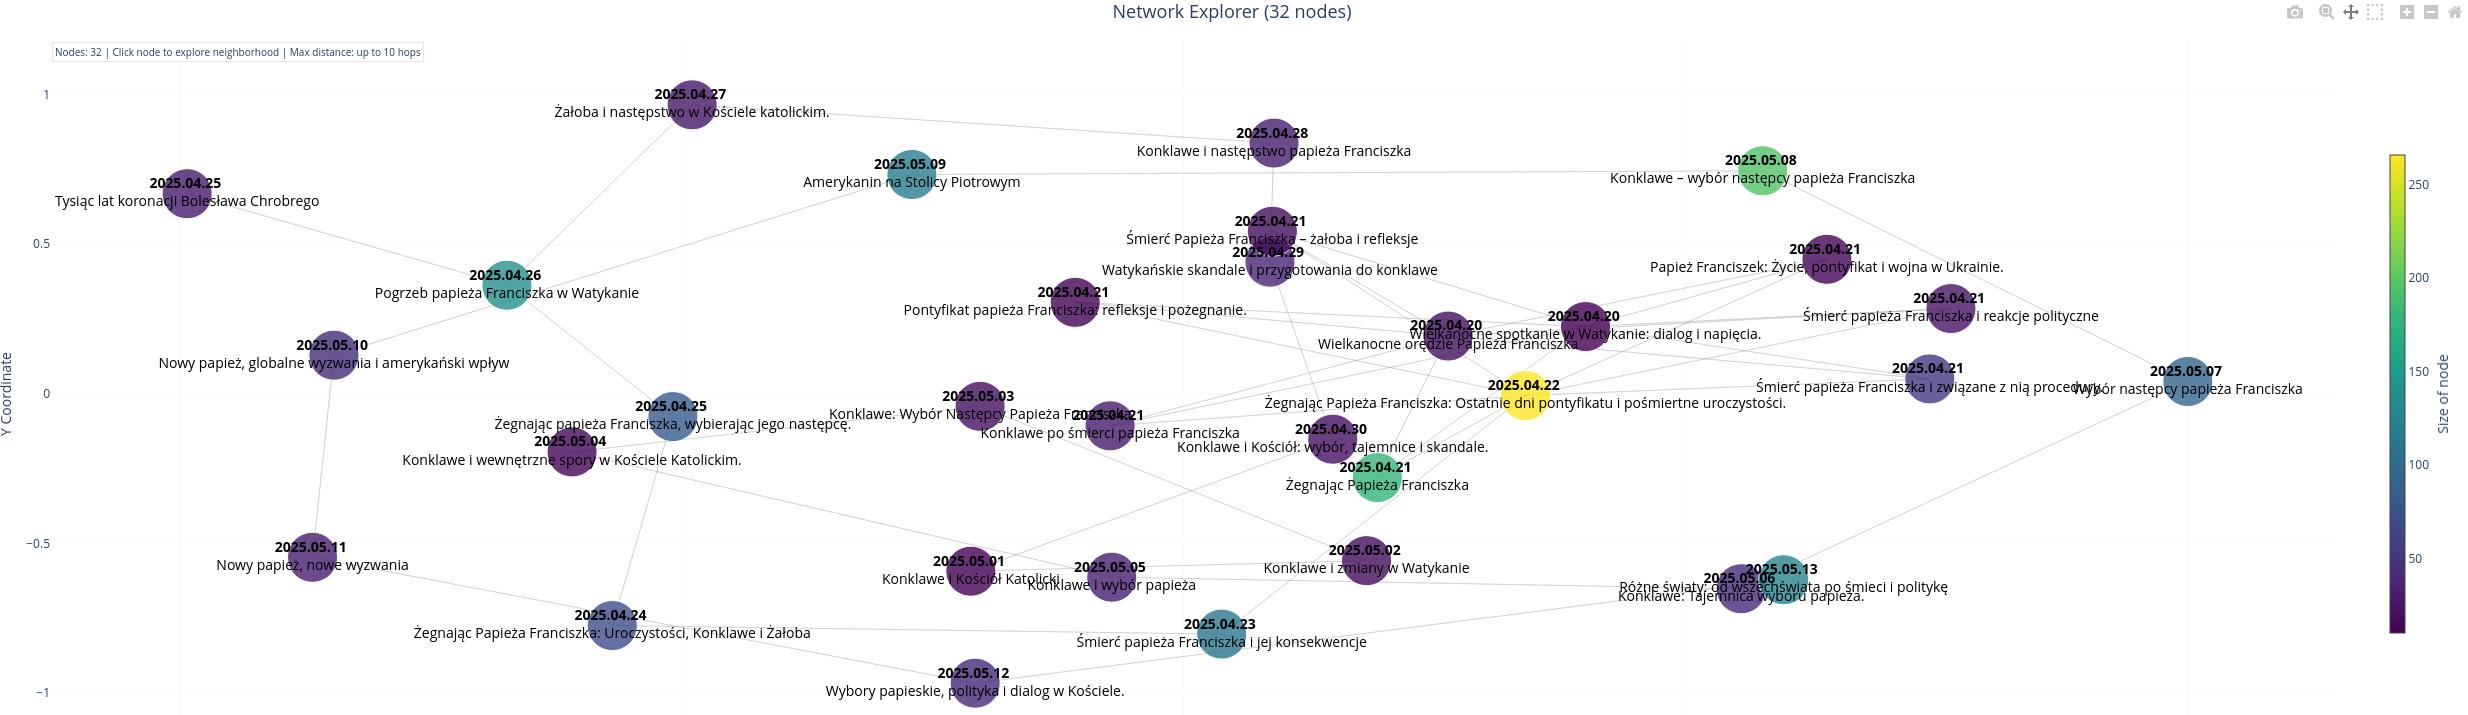 Network Explorer (32 nodes)
Nodes: 32 | Click node to explore neighborhood | Max distance: up to 10 hops
Y Coordinate
1
0.5
0
−0.5
−1
2025.04.27
Żałoba i następstwo w Kościele katolickim.
2025.04.28
Konklawe i następstwo papieża Franciszka
2025.05.09
Amerykanin na Stolicy Piotrowym
2025.05.08
Konklawe – wybór następcy papieża Franciszka
2025.04.25
Tysiąc lat koronacji Bolesława Chrobrego
2025.04.21
Śmierć Papieża Franciszka – żałoba i refleksje
2025.04.29
Watykańskie skandale i przygotowania do konklawe
2025.04.21
Papież Franciszek: Życie, pontyfikat i wojna w Ukrainie.
2025.04.26
Pogrzeb papieża Franciszka w Watykanie
2025.04.21
Pontyfikat papieża Franciszka: refleksje i pożegnanie.
2025.04.21
Śmierć papieża Franciszka i reakcje polityczne
2025.04.20
Wielkanocne orędzie Papieża Franciszka
2025.04.20
Wielkanocne spotkanie w Watykanie: dialog i napięcia.
2025.05.10
Nowy papież, globalne wyzwania i amerykański wpływ
2025.04.21
Śmierć papieża Franciszka i związane z nią procedury.
2025.05.07
Wybór następcy papieża Franciszka
2025.04.22
Żegnając Papieża Franciszka: Ostatnie dni pontyfikatu i pośmiertne uroczystości.
2025.05.03
Konklawe: Wybór Następcy Papieża Franciszka
2025.04.25
Żegnając papieża Franciszka, wybierając jego następcę.
2025.04.21
Konklawe po śmierci papieża Franciszka
2025.04.30
Konklawe i Kościół: wybór, tajemnice i skandale.
2025.05.04
Konklawe i wewnętrzne spory w Kościele Katolickim.
2025.04.21
Żegnając Papieża Franciszka
2025.05.11
Nowy papież, nowe wyzwania
2025.05.02
Konklawe i zmiany w Watykanie
2025.05.01
Konklawe i Kościół Katolicki
2025.05.05
Konklawe i wybór papieża
2025.05.13
Różne światy: od wszechświata po śmieci i politykę
2025.05.06
Konklawe: Tajemnica wyboru papieża.
2025.04.24
Żegnając Papieża Franciszka: Uroczystości, Konklawe i Żałoba
2025.04.23
Śmierć papieża Franciszka i jej konsekwencje
2025.05.12
Wybory papieskie, polityka i dialog w Kościele.
250
200
150
100
50
Size of node